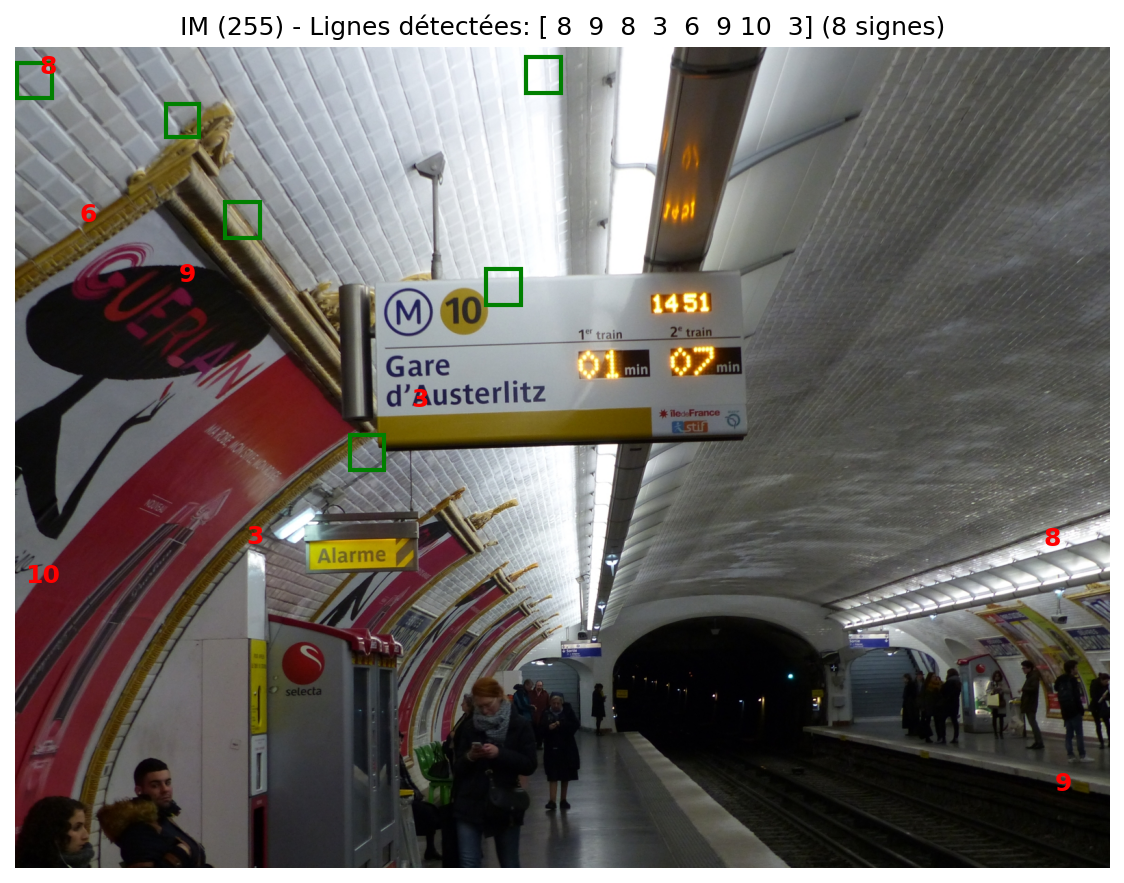 IM (255) - Lignes détectées: [ 8 9 8 3 6 9 10 3] (8 signes)
8
6
9
GUERLAIN
M 10
14 51
1er train 2e train
01 min 07 min
Gare
d'Austerlitz
3
îledeFrance
stif
NOUVEAU
3
Alarme
8
10
selecta
9